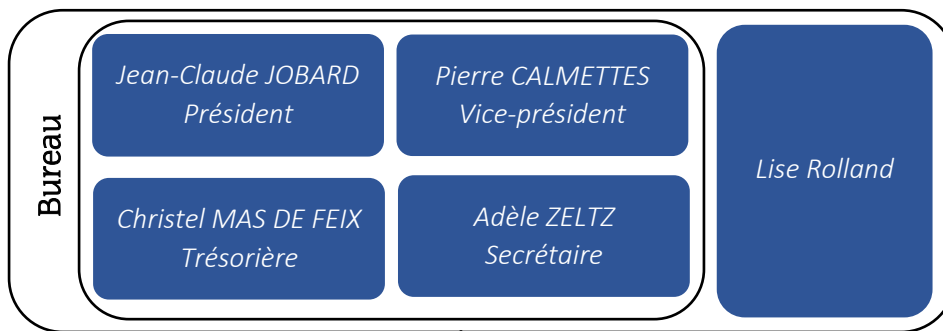 Bureau
Jean-Claude JOBARD
Président
Pierre CALMETTES
Vice-président
Christel MAS DE FEIX
Trésorière
Adèle ZELTZ
Secrétaire
Lise Rolland